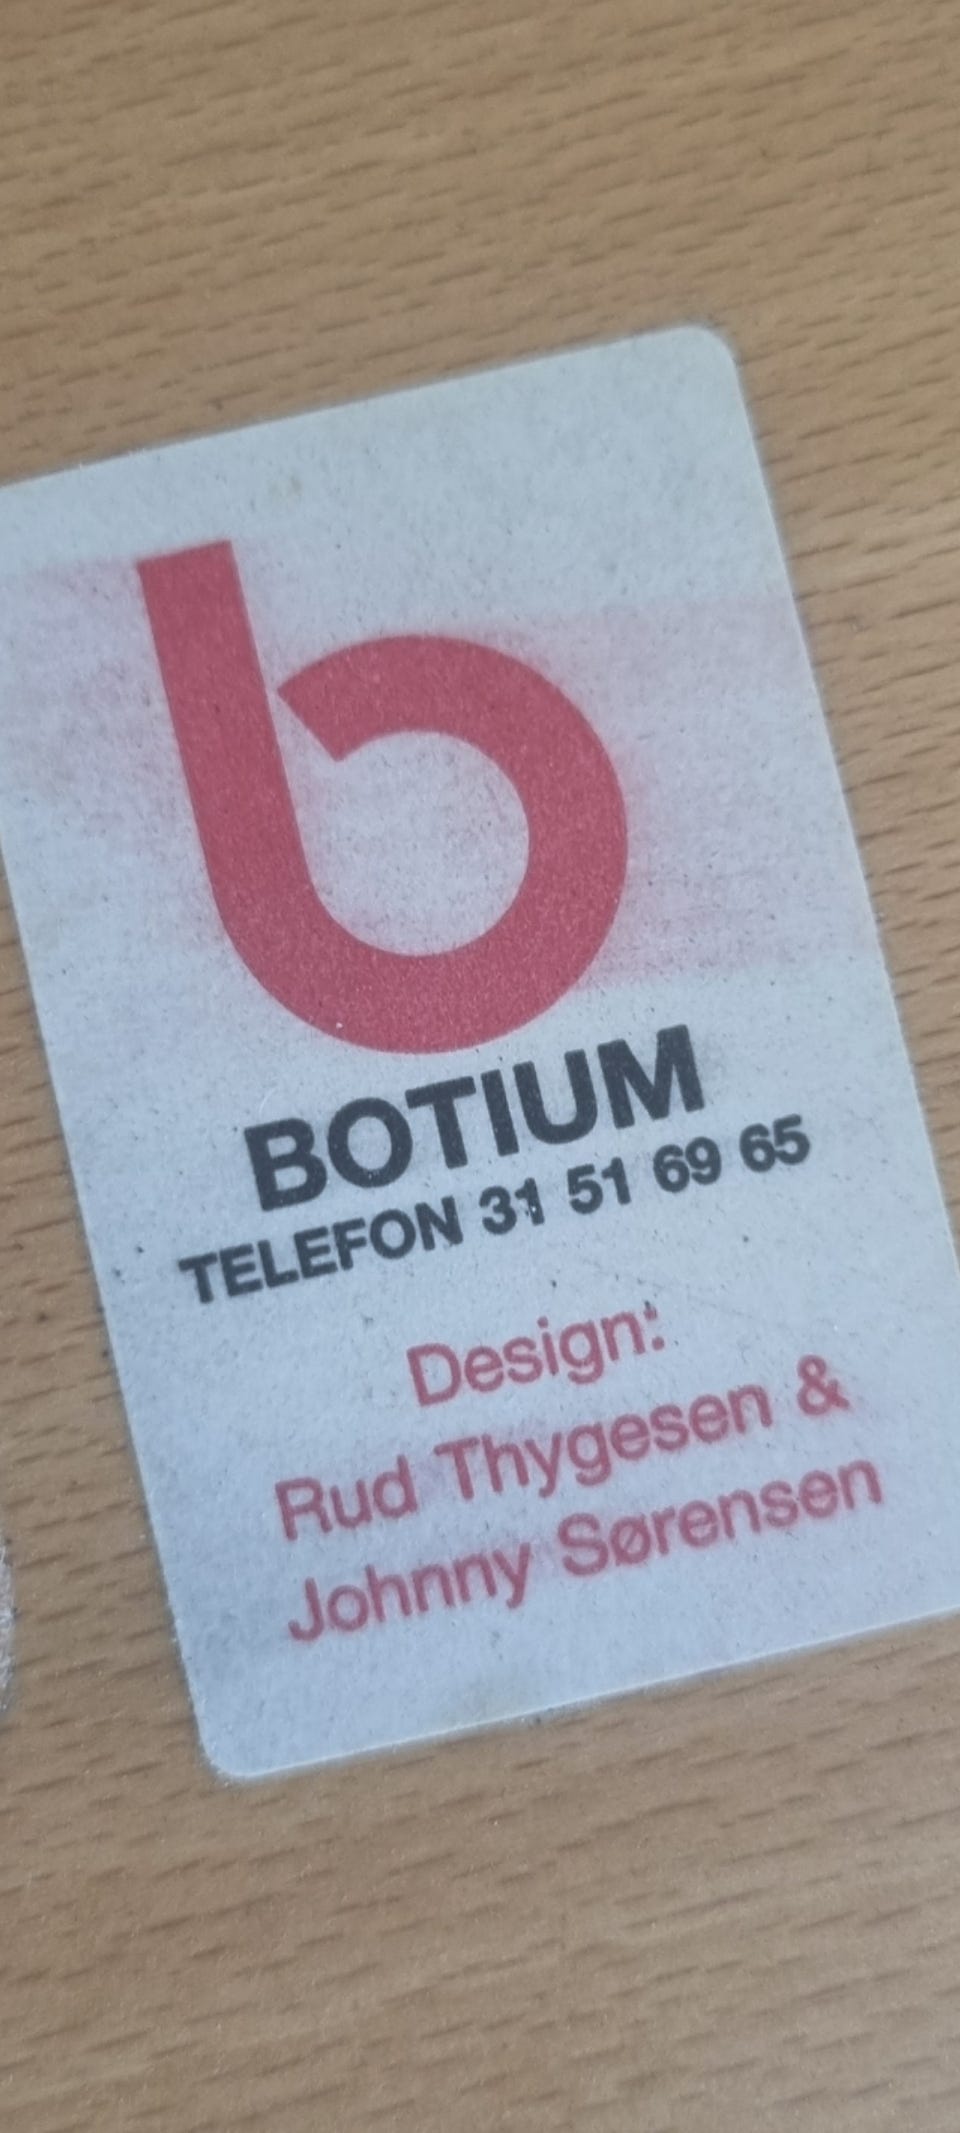 b
BOTIUM
TELEFON 31 51 69 65
Design:
Rud Thygesen &
Johnny Sørensen